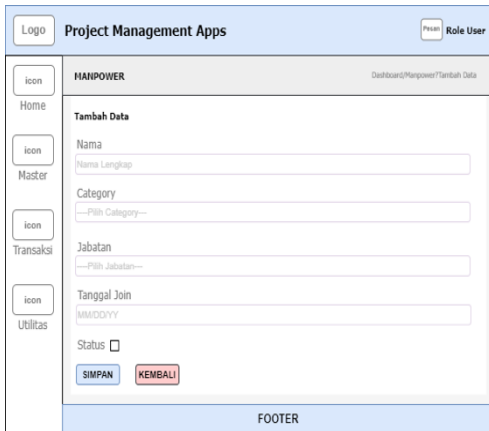 Logo
Project Management Apps
Pesan
Role User
icon
Home
icon
Master
icon
Transaksi
icon
Utilitas
MANPOWER
Dashboard/Manpower?Tambah Data
Tambah Data
Nama
Nama Lengkap
Category
----Pilih Category---
Jabatan
----Pilih Jabatan----
Tanggal Join
MM/DD/YY
Status
SIMPAN
KEMBALI
FOOTER